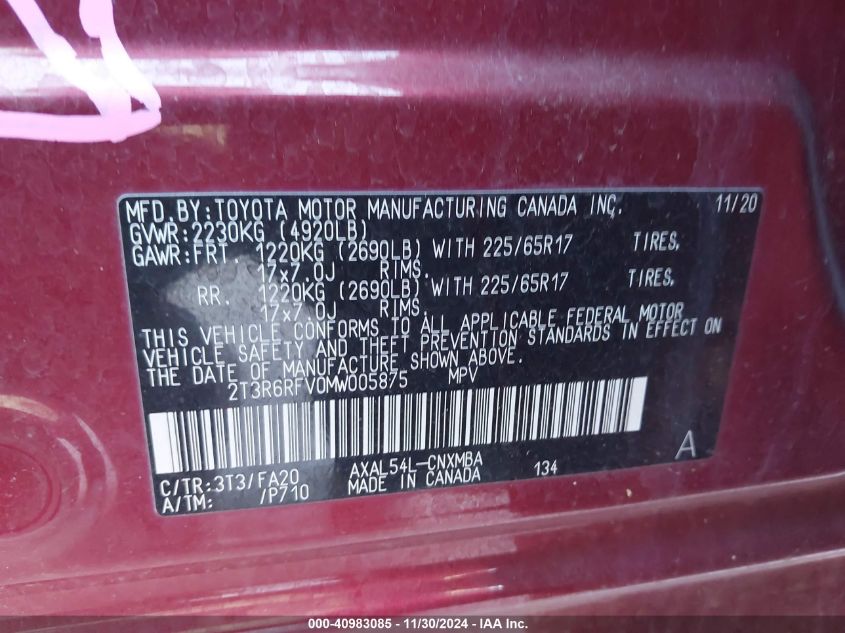 MFD.BY:TOYOTA MOTOR MANUFACTURING CANADA INC. 11/20
GVWR:2230KG (4920LB)
GAWR:FRT. 1220KG (2690LB) WITH 225/65R17 TIRES,
17x7.0J RIMS.
RR. 1220KG (2690LB) WITH 225/65R17 TIRES,
17x7.0J RIMS.
THIS VEHICLE CONFORMS TO ALL APPLICABLE FEDERAL MOTOR
VEHICLE SAFETY AND THEFT PREVENTION STANDARDS IN EFFECT ON
THE DATE OF MANUFACTURE SHOWN ABOVE.
2T3R6RFV0MW005875 MPV
C/TR:3T3/FA20 AXAL54L-CNXMBA 134 A
A/TM: /P710 MADE IN CANADA
000-40983085 - 11/30/2024 - IAA Inc.